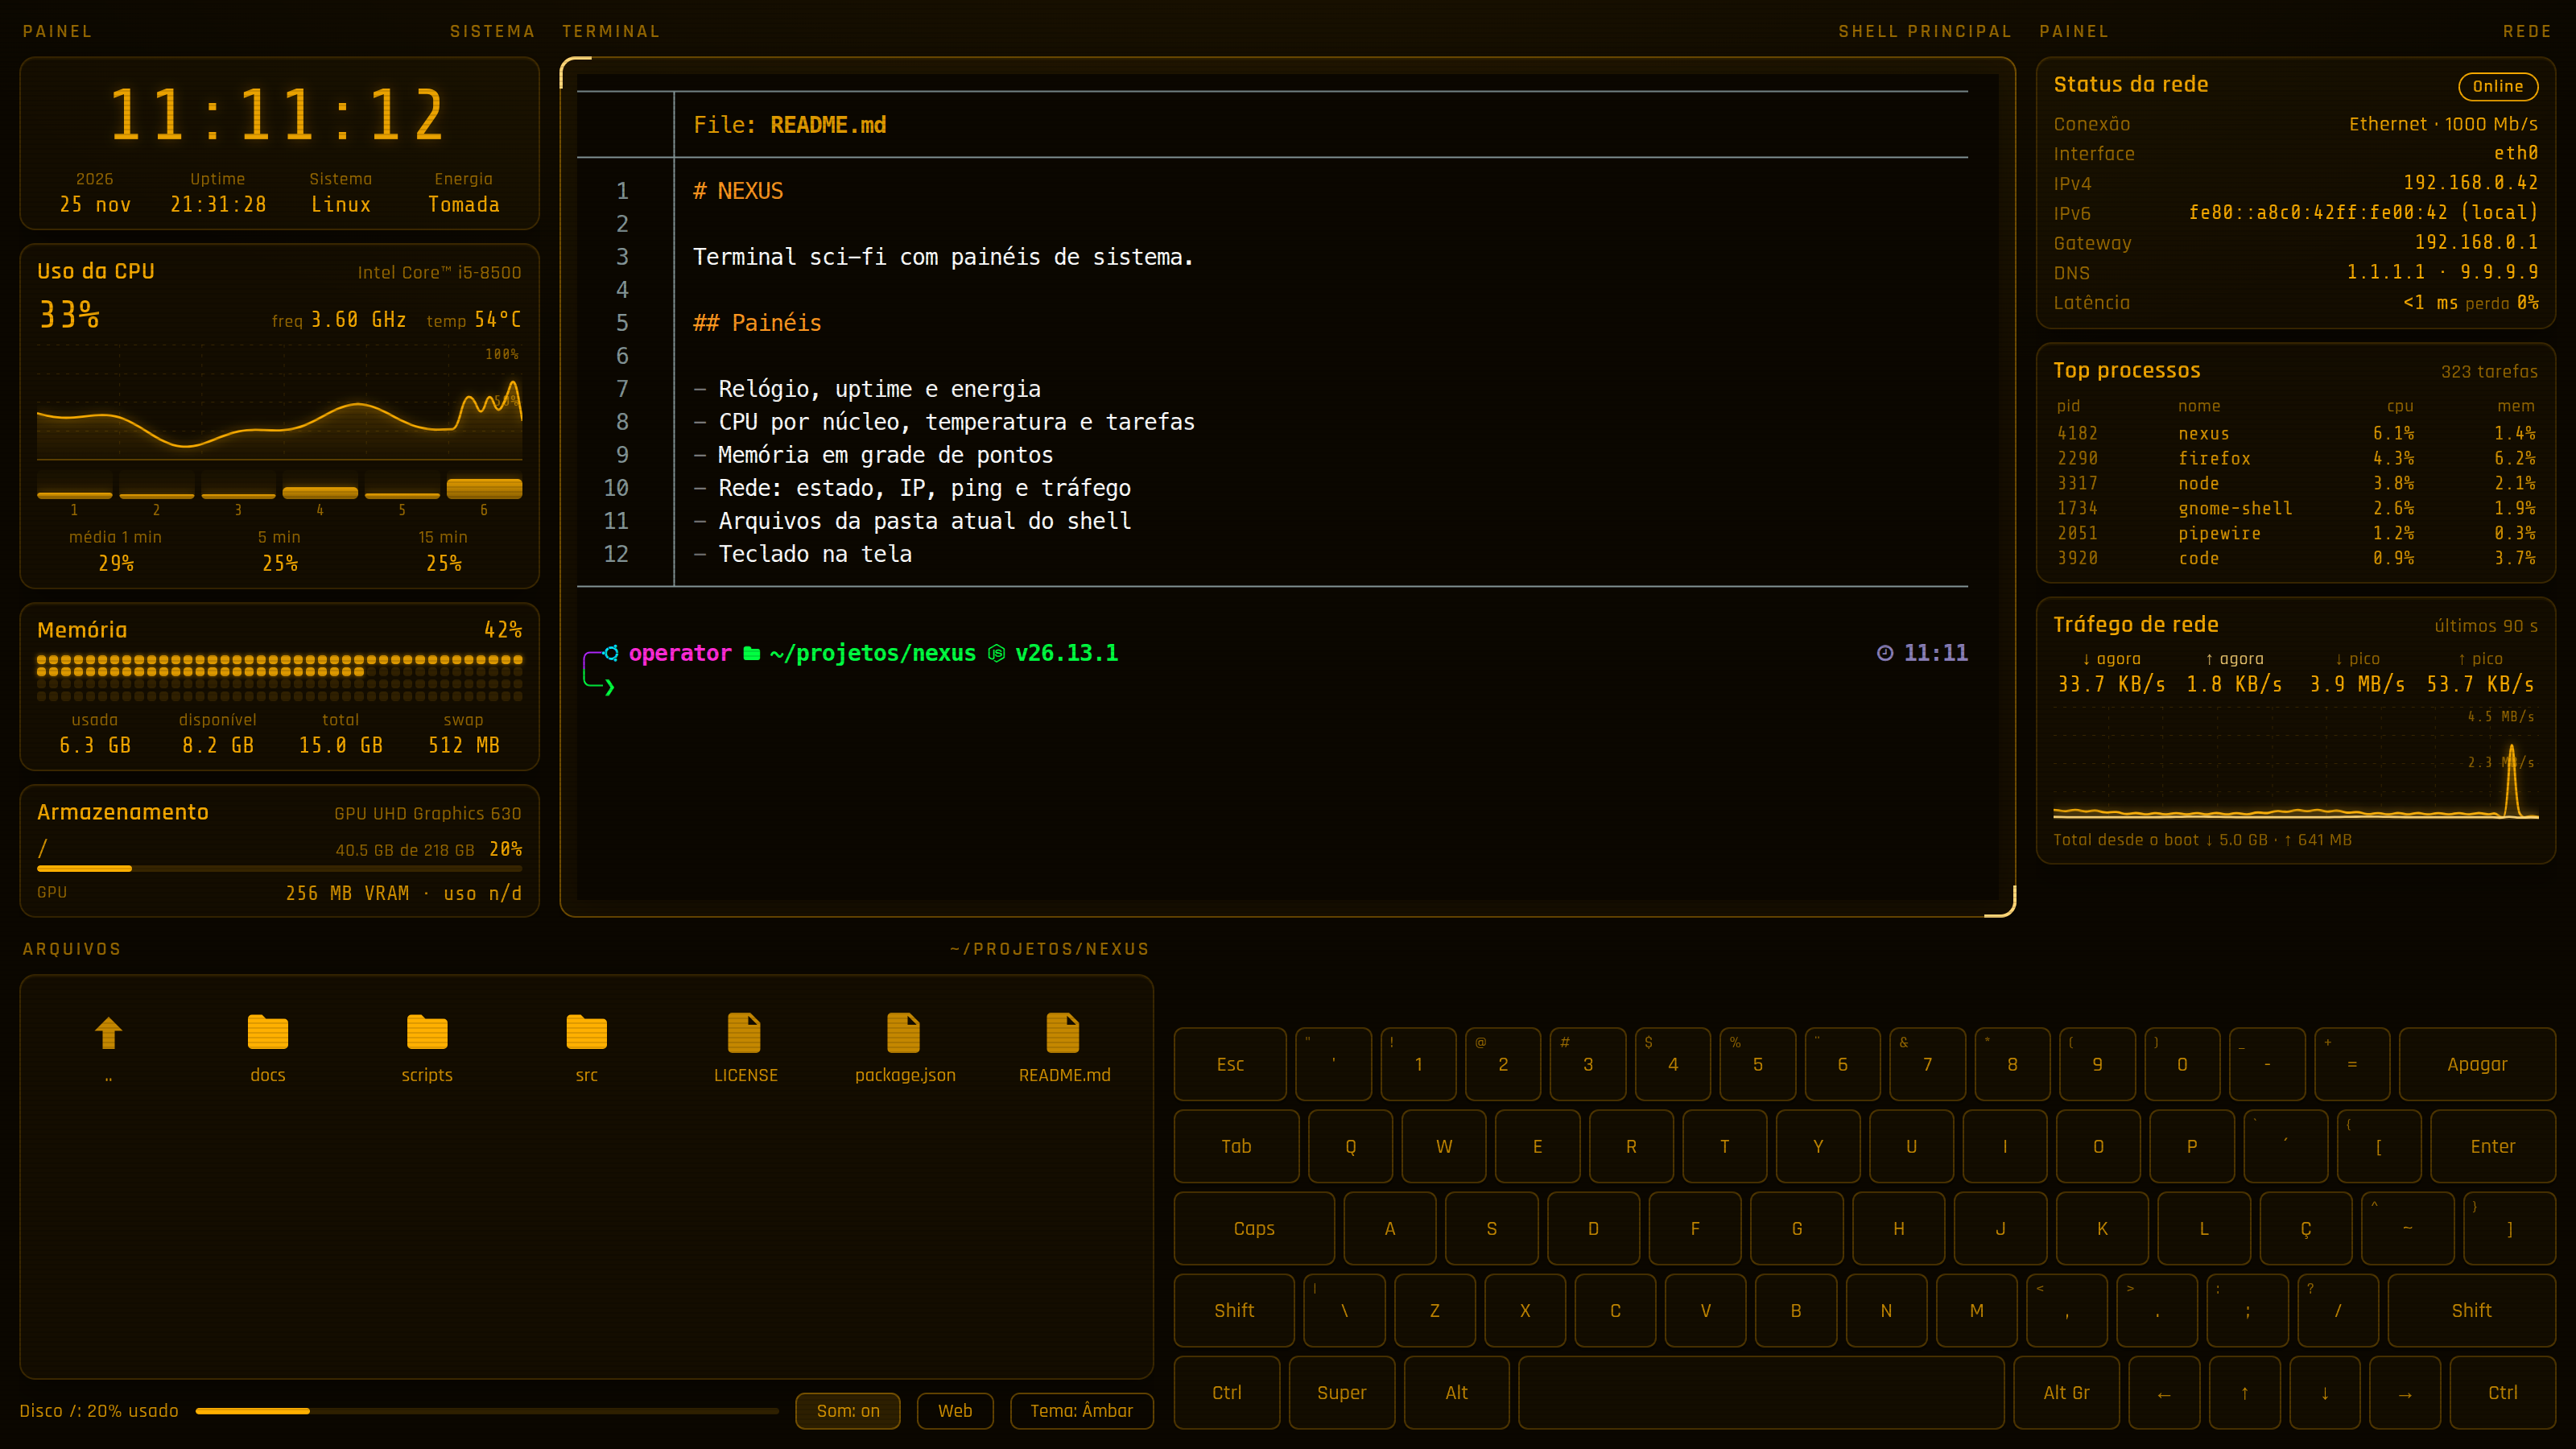 PAINEL SISTEMA
11:11:12
2026 Uptime Sistema Energia
25 nov 21:31:28 Linux Tomada
Uso da CPU Intel Core™ i5-8500
33% freq 3.60 GHz temp 54°C
100%
50%
1 2 3 4 5 6
média 1 min 5 min 15 min
29% 25% 25%
Memória 42%
usada disponível total swap
6.3 GB 8.2 GB 15.0 GB 512 MB
Armazenamento GPU UHD Graphics 630
/ 40.5 GB de 218 GB 20%
GPU 256 MB VRAM · uso n/d
TERMINAL SHELL PRINCIPAL
File: README.md
1 # NEXUS
2
3 Terminal sci-fi com painéis de sistema.
4
5 ## Painéis
6
7 - Relógio, uptime e energia
8 - CPU por núcleo, temperatura e tarefas
9 - Memória em grade de pontos
10 - Rede: estado, IP, ping e tráfego
11 - Arquivos da pasta atual do shell
12 - Teclado na tela
operator ~/projetos/nexus v26.13.1 11:11
❯
PAINEL REDE
Status da rede Online
Conexão Ethernet · 1000 Mb/s
Interface eth0
IPv4 192.168.0.42
IPv6 fe80::a8c0:42ff:fe00:42 (local)
Gateway 192.168.0.1
DNS 1.1.1.1 · 9.9.9.9
Latência <1 ms perda 0%
Top processos 323 tarefas
pid nome cpu mem
4182 nexus 6.1% 1.4%
2290 firefox 4.3% 6.2%
3317 node 3.8% 2.1%
1734 gnome-shell 2.6% 1.9%
2051 pipewire 1.2% 0.3%
3920 code 0.9% 3.7%
Tráfego de rede últimos 90 s
↓ agora ↑ agora ↓ pico ↑ pico
33.7 KB/s 1.8 KB/s 3.9 MB/s 53.7 KB/s
4.5 MB/s
2.3 MB/s
Total desde o boot ↓ 5.0 GB · ↑ 641 MB
ARQUIVOS ~/PROJETOS/NEXUS
.. docs scripts src LICENSE package.json README.md
Disco /: 20% usado Som: on Web Tema: Âmbar
Esc " ' ! 1 @ 2 # 3 $ 4 % 5 ¨ 6 & 7 * 8 ( 9 ) 0 _ - + = Apagar
Tab Q W E R T Y U I O P ` ´ { [ Enter
Caps A S D F G H J K L Ç ^ ~ } ]
Shift | \ Z X C V B N M < , > . : ; ? / Shift
Ctrl Super Alt Alt Gr ← ↑ ↓ → Ctrl